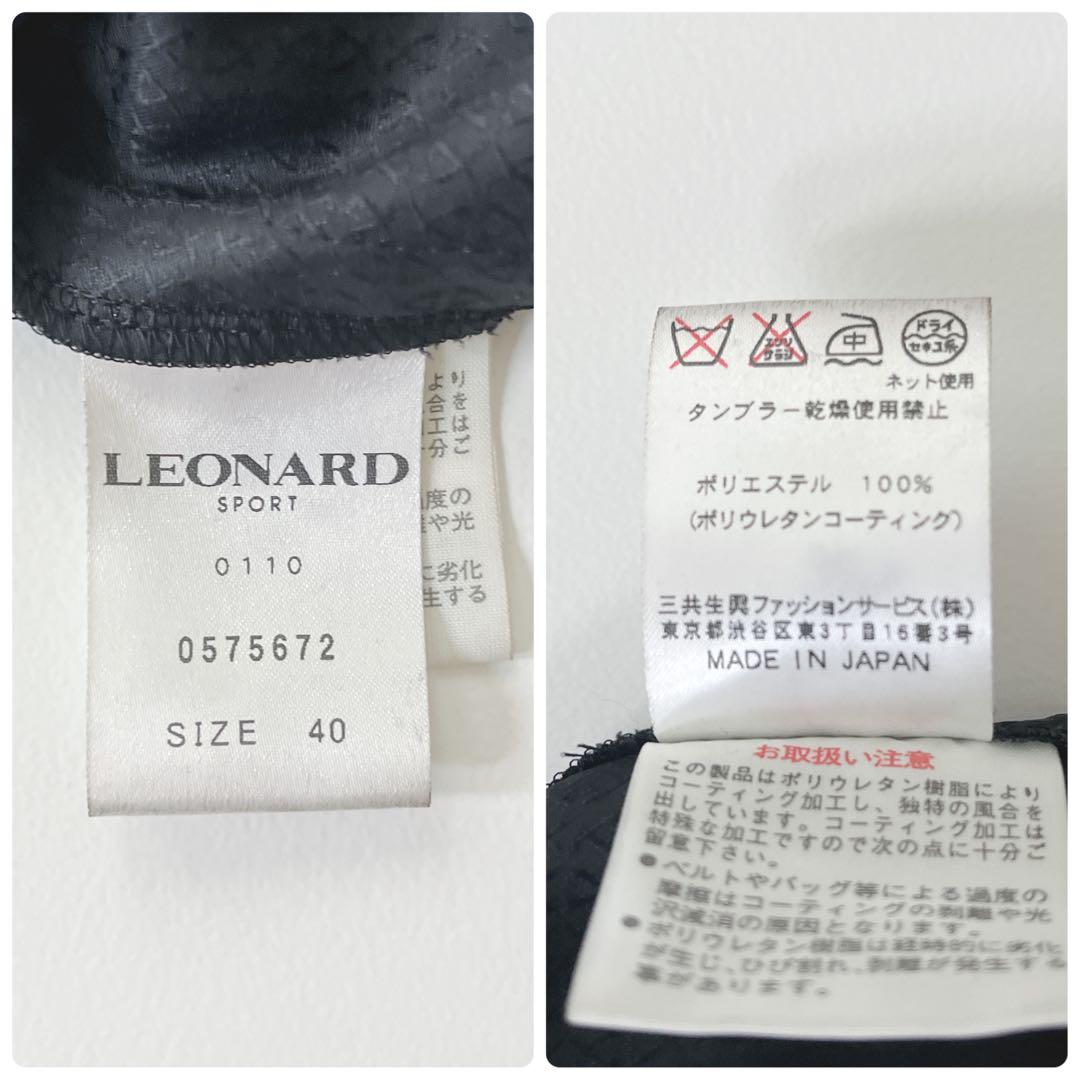 LEONARD
SPORT
0110
0575672
SIZE 40
より
合を
工は
分ご
度の
や光
に劣化
生する
エンソ
サラシ
中
ドライ
セキユ系
ネット使用
タンブラー乾燥使用禁止
ポリエステル 100%
(ポリウレタンコーティング)
三共生興ファッションサービス(株)
東京都渋谷区東3丁目16番3号
MADE IN JAPAN
お取扱い注意
この製品はポリウレタン樹脂により
コーティング加工し、独特の風合を
出しています。コーティング加工は
特殊な加工ですので次の点に十分ご
留意下さい。
●ベルトやバッグ等による過度の
摩擦はコーティングの剥離や光
沢減消の原因となります。
●ポリウレタン樹脂は経時的に劣化
が生じ、ひび割れ、剥離が発生する
事があります。